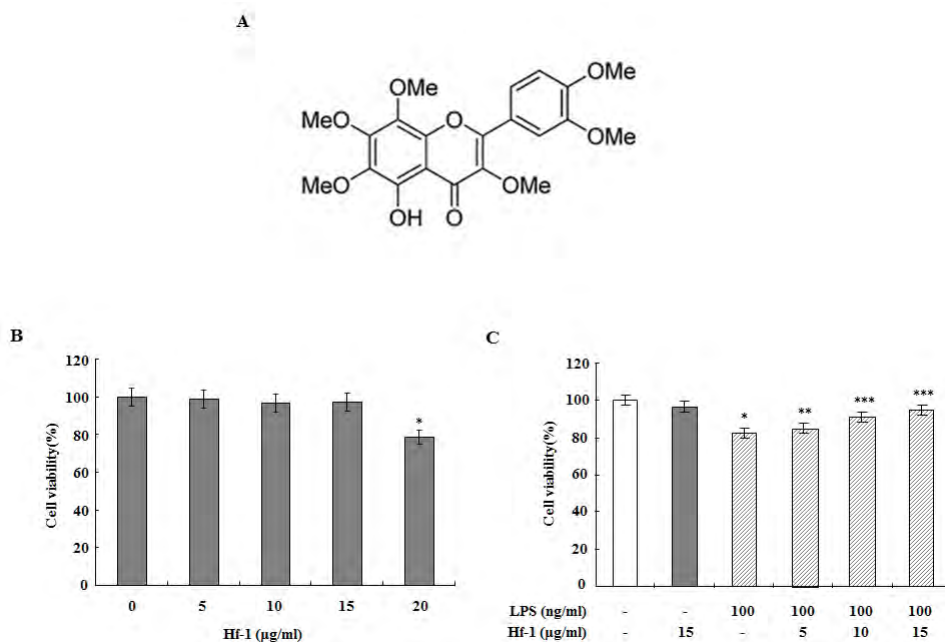 A
OMe
OMe
MeO
O
OMe
MeO
OMe
OH
O
B
C
120
100
80
60
40
20
0
Cell viability(%)
*
0 5 10 15 20
Hf-1 (μg/ml)
120
100
80
60
40
20
0
Cell viability(%)
* ** *** ***
LPS (ng/ml) - - 100 100 100 100
Hf-1 (μg/ml) - 15 - 5 10 15